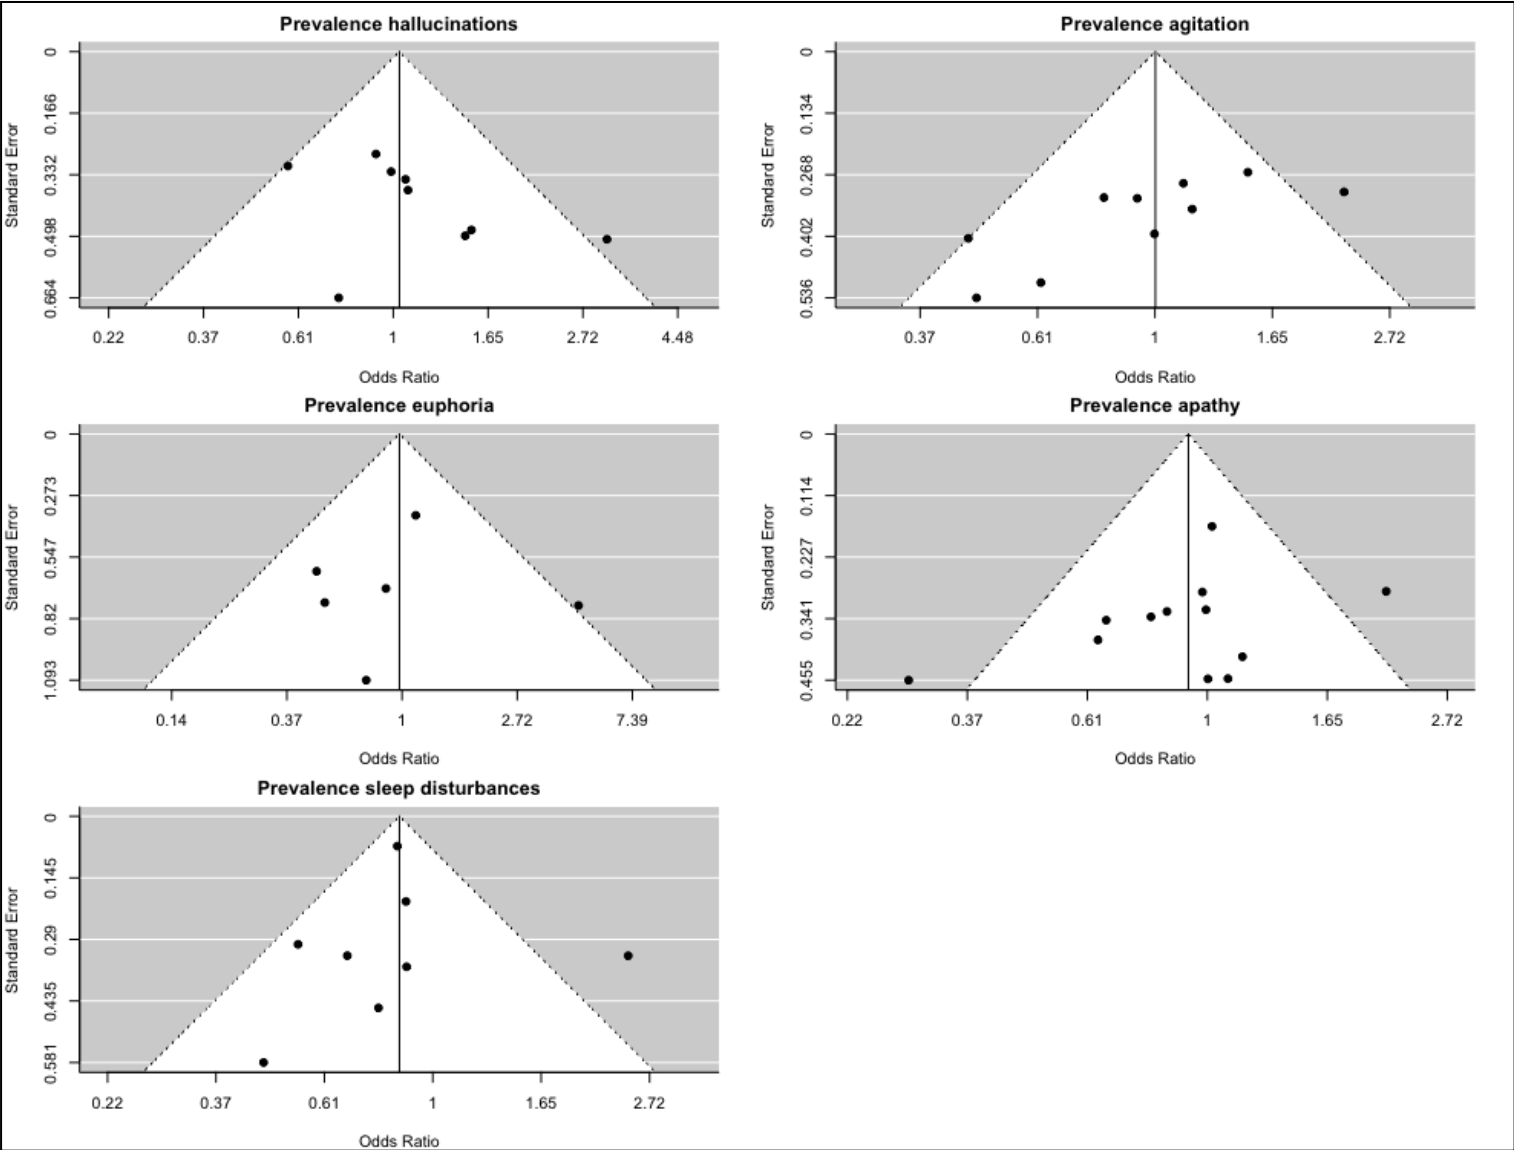 Prevalence hallucinations
Standard Error
0
0.166
0.332
0.498
0.664
0.22 0.37 0.61 1 1.65 2.72 4.48
Odds Ratio
Prevalence agitation
Standard Error
0
0.134
0.268
0.402
0.536
0.37 0.61 1 1.65 2.72
Odds Ratio
Prevalence euphoria
Standard Error
0
0.273
0.547
0.82
1.093
0.14 0.37 1 2.72 7.39
Odds Ratio
Prevalence apathy
Standard Error
0
0.114
0.227
0.341
0.455
0.22 0.37 0.61 1 1.65 2.72
Odds Ratio
Prevalence sleep disturbances
Standard Error
0
0.145
0.29
0.435
0.581
0.22 0.37 0.61 1 1.65 2.72
Odds Ratio